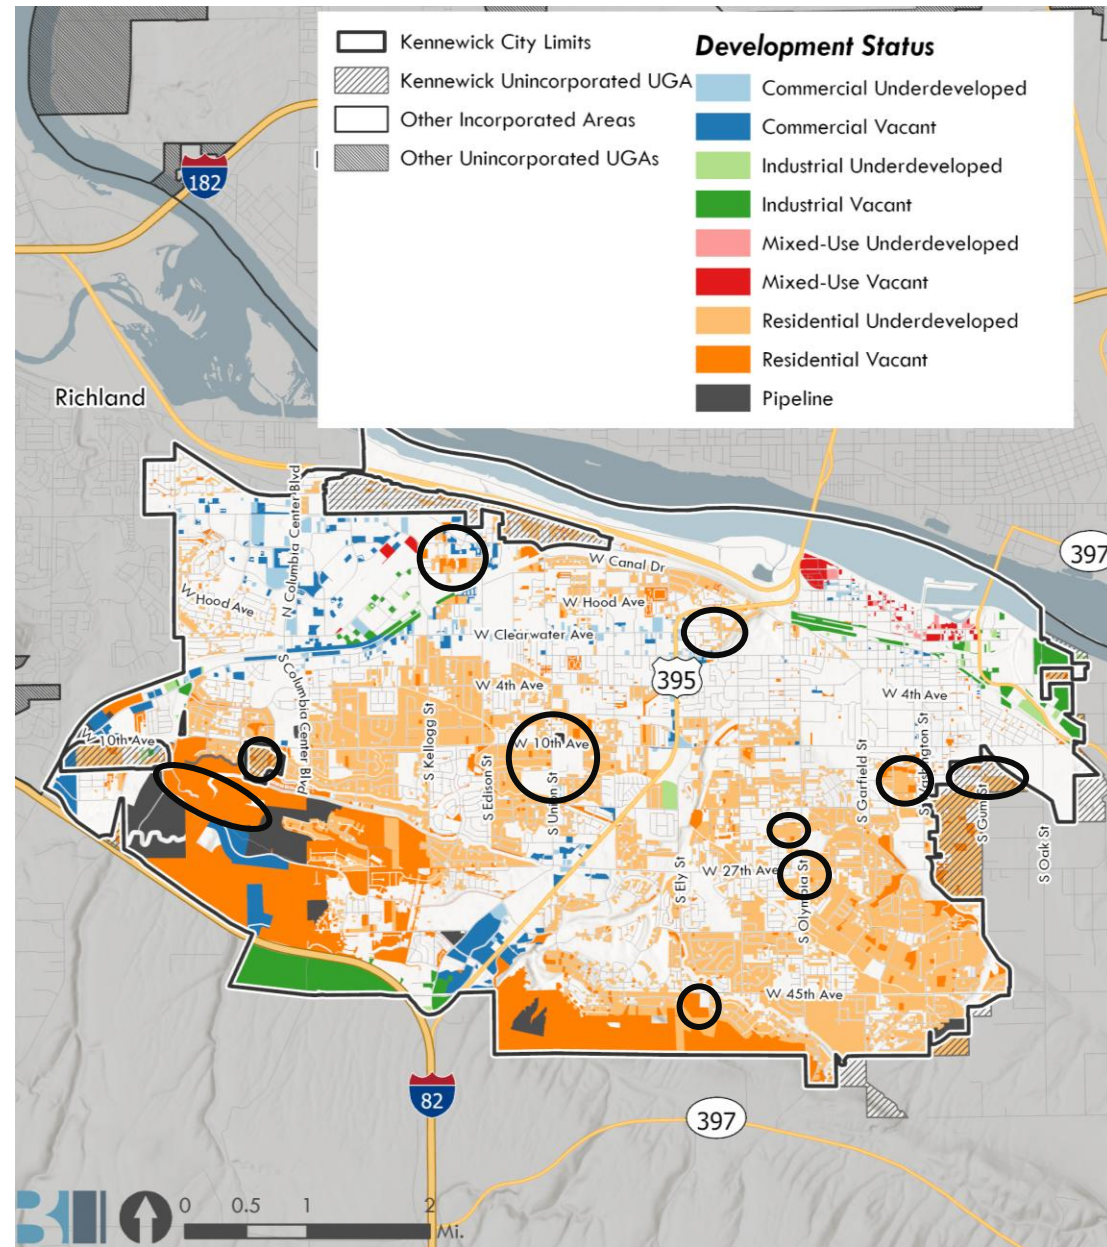 Kennewick City Limits
Kennewick Unincorporated UGA
Other Incorporated Areas
Other Unincorporated UGAs
Development Status
Commercial Underdeveloped
Commercial Vacant
Industrial Underdeveloped
Industrial Vacant
Mixed-Use Underdeveloped
Mixed-Use Vacant
Residential Underdeveloped
Residential Vacant
Pipeline
182
Richland
N Columbia Center Blvd
397
W Canal Dr
W Hood Ave
W Hood Ave
W Clearwater Ave
S Columbia Center Blvd
395
W 4th Ave
W 4th Ave
W 10th Ave
W 10th Ave
S Kellogg St
S Edison St
S Union St
S Garfield St
S Washington St
S Gum St
S Oak St
S Ely St
W 27th Ave
S Olympia St
W 45th Ave
82
397
0 0.5 1 2
Mi.